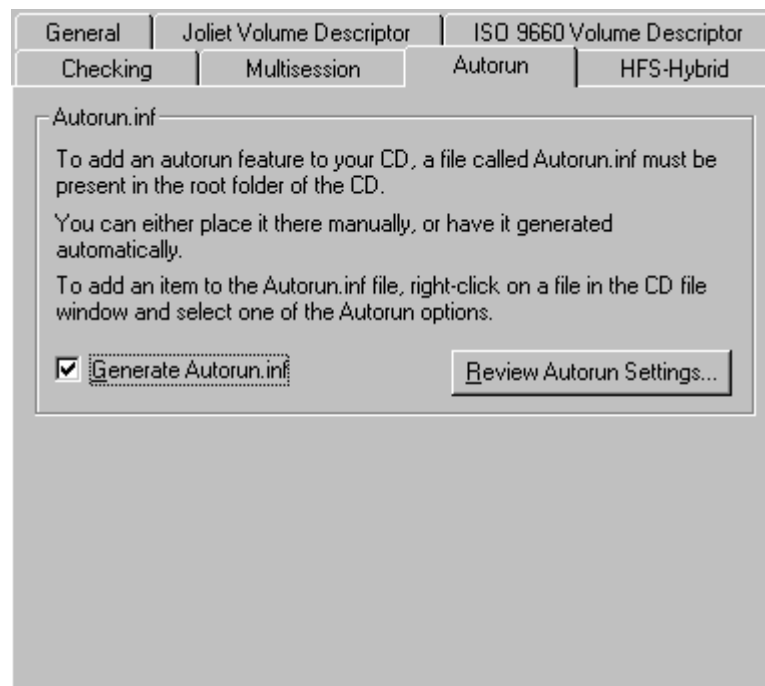 General Joliet Volume Descriptor ISO 9660 Volume Descriptor
Checking Multisession Autorun HFS-Hybrid
Autorun.inf
To add an autorun feature to your CD, a file called Autorun.inf must be
present in the root folder of the CD.
You can either place it there manually, or have it generated
automatically.
To add an item to the Autorun.inf file, right-click on a file in the CD file
window and select one of the Autorun options.
Generate Autorun.inf Review Autorun Settings...